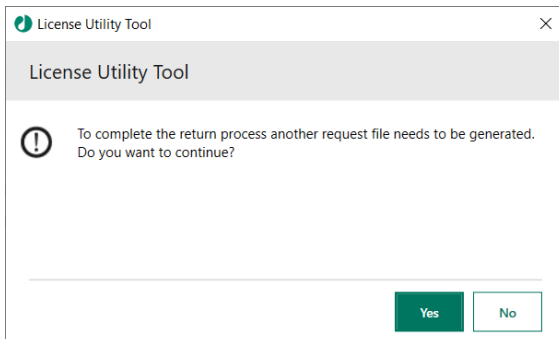 License Utility Tool
License Utility Tool
To complete the return process another request file needs to be generated.
Do you want to continue?
Yes
No